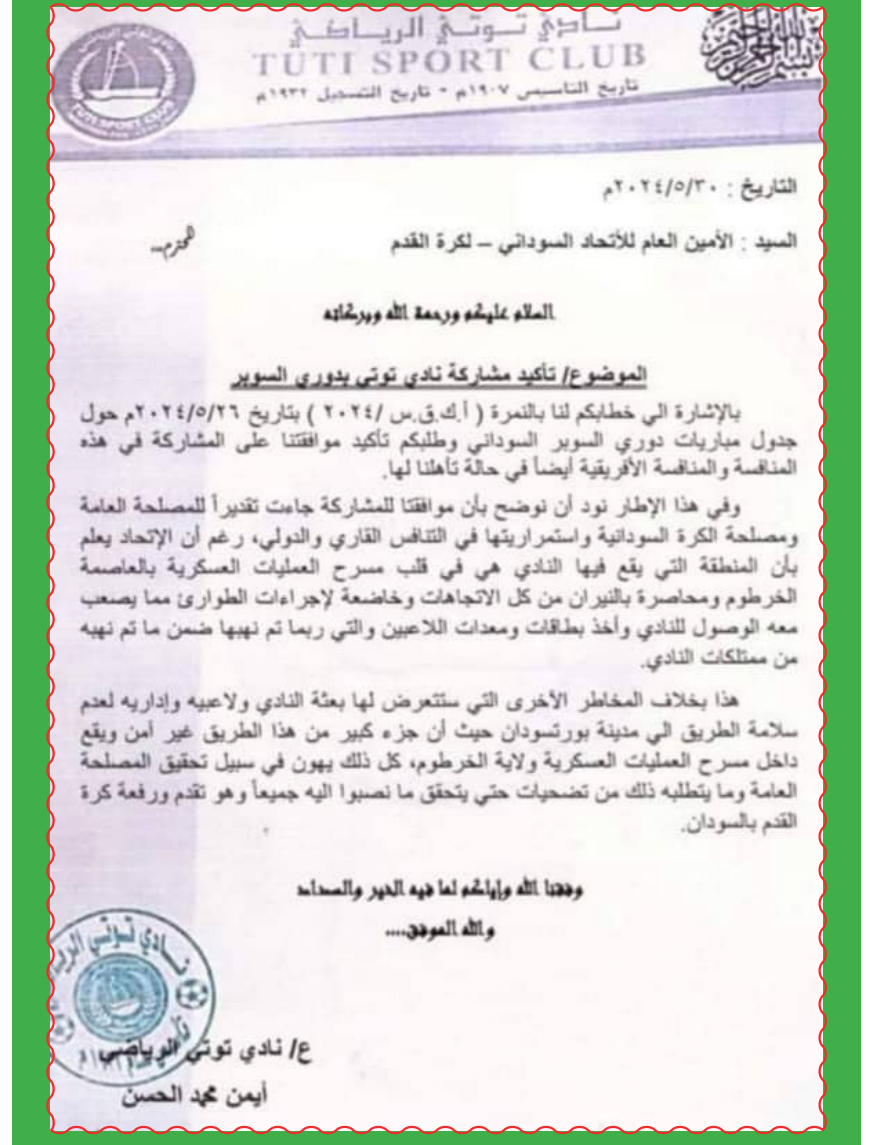 نادي توتي الرياضي
TUTI SPORT CLUB
تاريخ التأسيس ١٩٠٧م - تاريخ التسجيل ١٩٣٢م
TUTI SPORT CLUB
التاريخ : ٢٠٢٤/٥/٣٠م
السيد : الأمين العام للأتحاد السوداني – لكرة القدم
المحترم...
السلام عليكم ورحمة الله وبركاته
الموضوع/ تأكيد مشاركة نادي توتي بدوري السوبر
بالإشارة الي خطابكم لنا بالنمرة ( أ.ك.ق.س /٢٠٢٤ ) بتاريخ ٢٠٢٤/٥/٢٦م حول
جدول مباريات دوري السوبر السوداني وطلبكم تأكيد موافقتنا على المشاركة في هذه
المنافسة والمنافسة الأفريقية أيضاً في حالة تأهلنا لها.
وفي هذا الإطار نود أن نوضح بأن موافقتا للمشاركة جاءت تقديراً للمصلحة العامة
ومصلحة الكرة السودانية واستمراريتها في التنافس القاري والدولي، رغم أن الإتحاد يعلم
بأن المنطقة التي يقع فيها النادي هي في قلب مسرح العمليات العسكرية بالعاصمة
الخرطوم ومحاصرة بالنيران من كل الاتجاهات وخاضعة لإجراءات الطوارئ مما يصعب
معه الوصول للنادي وأخذ بطاقات ومعدات اللاعبين والتي ربما تم نهبها ضمن ما تم نهبه
من ممتلكات النادي.
هذا بخلاف المخاطر الأخرى التي ستتعرض لها بعثة النادي ولاعبيه وإداريه لعدم
سلامة الطريق الي مدينة بورتسودان حيث أن جزء كبير من هذا الطريق غير آمن ويقع
داخل مسرح العمليات العسكرية ولاية الخرطوم، كل ذلك يهون في سبيل تحقيق المصلحة
العامة وما يتطلبه ذلك من تضحيات حتي يتحقق ما نصبوا اليه جميعاً وهو تقدم ورفعة كرة
القدم بالسودان.
وفقنا الله وإياكم لما فيه الخير والسداد
والله الموفق....
نادي توتي
ع/ نادي توتي الرياضي
أيمن محمد الحسن